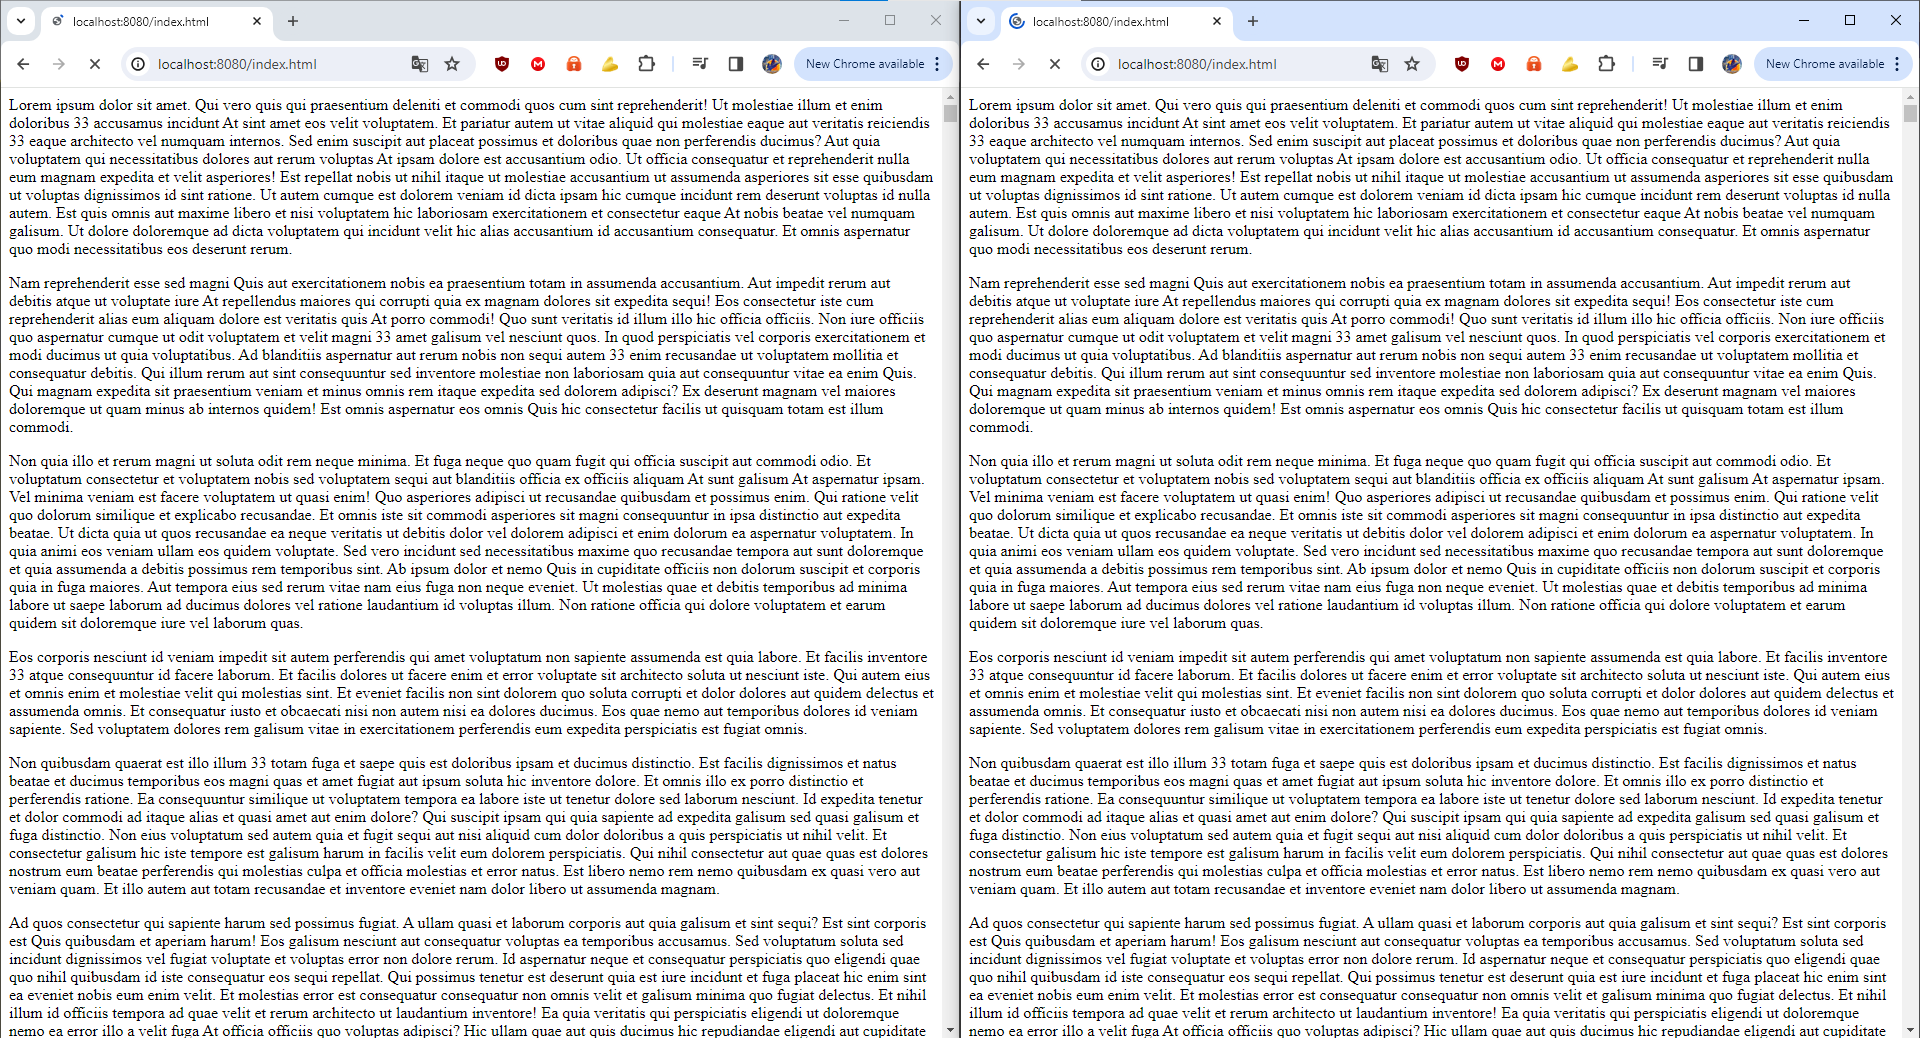 localhost:8080/index.html
localhost:8080/index.html
New Chrome available
Lorem ipsum dolor sit amet. Qui vero quis qui praesentium deleniti et commodi quos cum sint reprehenderit! Ut molestiae illum et enim
doloribus 33 accusamus incidunt At sint amet eos velit voluptatem. Et pariatur autem ut vitae aliquid qui molestiae eaque aut veritatis reiciendis
33 eaque architecto vel numquam internos. Sed enim suscipit aut placeat possimus et doloribus quae non perferendis ducimus? Aut quia
voluptatem qui necessitatibus dolores aut rerum voluptas At ipsam dolore est accusantium odio. Ut officia consequatur et reprehenderit nulla
eum magnam expedita et velit asperiores! Est repellat nobis ut nihil itaque ut molestiae accusantium ut assumenda asperiores sit esse quibusdam
ut voluptas dignissimos id sint ratione. Ut autem cumque est dolorem veniam id dicta ipsam hic cumque incidunt rem deserunt voluptas id nulla
autem. Est quis omnis aut maxime libero et nisi voluptatem hic laboriosam exercitationem et consectetur eaque At nobis beatae vel numquam
galisum. Ut dolore doloremque ad dicta voluptatem qui incidunt velit hic alias accusantium id accusantium consequatur. Et omnis aspernatur
quo modi necessitatibus eos deserunt rerum.
Nam reprehenderit esse sed magni Quis aut exercitationem nobis ea praesentium totam in assumenda accusantium. Aut impedit rerum aut
debitis atque ut voluptate iure At repellendus maiores qui corrupti quia ex magnam dolores sit expedita sequi! Eos consectetur iste cum
reprehenderit alias eum aliquam dolore est veritatis quis At porro commodi! Quo sunt veritatis id illum illo hic officia officiis. Non iure officiis
quo aspernatur cumque ut odit voluptatem et velit magni 33 amet galisum vel nesciunt quos. In quod perspiciatis vel corporis exercitationem et
modi ducimus ut quia voluptatibus. Ad blanditiis aspernatur aut rerum nobis non sequi autem 33 enim recusandae ut voluptatem mollitia et
consequatur debitis. Qui illum rerum aut sint consequuntur sed inventore molestiae non laboriosam quia aut consequuntur vitae ea enim Quis.
Qui magnam expedita sit praesentium veniam et minus omnis rem itaque expedita sed dolorem adipisci? Ex deserunt magnam vel maiores
doloremque ut quam minus ab internos quidem! Est omnis aspernatur eos omnis Quis hic consectetur facilis ut quisquam totam est illum
commodi.
Non quia illo et rerum magni ut soluta odit rem neque minima. Et fuga neque quo quam fugit qui officia suscipit aut commodi odio. Et
voluptatum consectetur et voluptatem nobis sed voluptatem sequi aut blanditiis officia ex officiis aliquam At sunt galisum At aspernatur ipsam.
Vel minima veniam est facere voluptatem ut quasi enim! Quo asperiores adipisci ut recusandae quibusdam et possimus enim. Qui ratione velit
quo dolorum similique et explicabo recusandae. Et omnis iste sit commodi asperiores sit magni consequuntur in ipsa distinctio aut expedita
beatae. Ut dicta quia ut quos recusandae ea neque veritatis ut debitis dolor vel dolorem adipisci et enim dolorum ea aspernatur voluptatem. In
quia animi eos veniam ullam eos quidem voluptate. Sed vero incidunt sed necessitatibus maxime quo recusandae tempora aut sunt doloremque
et quia assumenda a debitis possimus rem temporibus sint. Ab ipsum dolor et nemo Quis in cupiditate officiis non dolorum suscipit et corporis
quia in fuga maiores. Aut tempora eius sed rerum vitae nam eius fuga non neque eveniet. Ut molestias quae et debitis temporibus ad minima
labore ut saepe laborum ad ducimus dolores vel ratione laudantium id voluptas illum. Non ratione officia qui dolore voluptatem et earum
quidem sit doloremque iure vel laborum quas.
Eos corporis nesciunt id veniam impedit sit autem perferendis qui amet voluptatum non sapiente assumenda est quia labore. Et facilis inventore
33 atque consequuntur id facere laborum. Et facilis dolores ut facere enim et error voluptate sit architecto soluta ut nesciunt iste. Qui autem eius
et omnis enim et molestiae velit qui molestias sint. Et eveniet facilis non sint dolorem quo soluta corrupti et dolor dolores aut quidem delectus et
assumenda omnis. Et consequatur iusto et obcaecati nisi non autem nisi ea dolores ducimus. Eos quae nemo aut temporibus dolores id veniam
sapiente. Sed voluptatem dolores rem galisum vitae in exercitationem perferendis eum expedita perspiciatis est fugiat omnis.
Non quibusdam quaerat est illo illum 33 totam fuga et saepe quis est doloribus ipsam et ducimus distinctio. Est facilis dignissimos et natus
beatae et ducimus temporibus eos magni quas et amet fugiat aut ipsum soluta hic inventore dolore. Et omnis illo ex porro distinctio et
perferendis ratione. Ea consequuntur similique ut voluptatem tempora ea labore iste ut tenetur dolore sed laborum nesciunt. Id expedita tenetur
et dolor commodi ad itaque alias et quasi amet aut enim dolore? Qui suscipit ipsam qui quia sapiente ad expedita galisum sed quasi galisum et
fuga distinctio. Non eius voluptatum sed autem quia et fugit sequi aut nisi aliquid cum dolor doloribus a quis perspiciatis ut nihil velit. Et
consectetur galisum hic iste tempore est galisum harum in facilis velit eum dolorem perspiciatis. Qui nihil consectetur aut quae quas est dolores
nostrum eum beatae perferendis qui molestias culpa et officia molestias et error natus. Est libero nemo rem nemo quibusdam ex quasi vero aut
veniam quam. Et illo autem aut totam recusandae et inventore eveniet nam dolor libero ut assumenda magnam.
Ad quos consectetur qui sapiente harum sed possimus fugiat. A ullam quasi et laborum corporis aut quia galisum et sint sequi? Est sint corporis
est Quis quibusdam et aperiam harum! Eos galisum nesciunt aut consequatur voluptas ea temporibus accusamus. Sed voluptatum soluta sed
incidunt dignissimos vel fugiat voluptate et voluptas error non dolore rerum. Id aspernatur neque et consequatur perspiciatis quo eligendi quae
quo nihil quibusdam id iste consequatur eos sequi repellat. Qui possimus tenetur est deserunt quia est iure incidunt et fuga placeat hic enim sint
ea eveniet nobis eum enim velit. Et molestias error est consequatur consequatur non omnis velit et galisum minima quo fugiat delectus. Et nihil
illum id officiis tempora ad quae velit et rerum architecto ut laudantium inventore! Ea quia veritatis qui perspiciatis eligendi ut doloremque
nemo ea error illo a velit fuga At officia officiis quo voluptas adipisci? Hic ullam quae aut quis ducimus hic repudiandae eligendi aut cupiditate
localhost:8080/index.html
localhost:8080/index.html
New Chrome available
Lorem ipsum dolor sit amet. Qui vero quis qui praesentium deleniti et commodi quos cum sint reprehenderit! Ut molestiae illum et enim
doloribus 33 accusamus incidunt At sint amet eos velit voluptatem. Et pariatur autem ut vitae aliquid qui molestiae eaque aut veritatis reiciendis
33 eaque architecto vel numquam internos. Sed enim suscipit aut placeat possimus et doloribus quae non perferendis ducimus? Aut quia
voluptatem qui necessitatibus dolores aut rerum voluptas At ipsam dolore est accusantium odio. Ut officia consequatur et reprehenderit nulla
eum magnam expedita et velit asperiores! Est repellat nobis ut nihil itaque ut molestiae accusantium ut assumenda asperiores sit esse quibusdam
ut voluptas dignissimos id sint ratione. Ut autem cumque est dolorem veniam id dicta ipsam hic cumque incidunt rem deserunt voluptas id nulla
autem. Est quis omnis aut maxime libero et nisi voluptatem hic laboriosam exercitationem et consectetur eaque At nobis beatae vel numquam
galisum. Ut dolore doloremque ad dicta voluptatem qui incidunt velit hic alias accusantium id accusantium consequatur. Et omnis aspernatur
quo modi necessitatibus eos deserunt rerum.
Nam reprehenderit esse sed magni Quis aut exercitationem nobis ea praesentium totam in assumenda accusantium. Aut impedit rerum aut
debitis atque ut voluptate iure At repellendus maiores qui corrupti quia ex magnam dolores sit expedita sequi! Eos consectetur iste cum
reprehenderit alias eum aliquam dolore est veritatis quis At porro commodi! Quo sunt veritatis id illum illo hic officia officiis. Non iure officiis
quo aspernatur cumque ut odit voluptatem et velit magni 33 amet galisum vel nesciunt quos. In quod perspiciatis vel corporis exercitationem et
modi ducimus ut quia voluptatibus. Ad blanditiis aspernatur aut rerum nobis non sequi autem 33 enim recusandae ut voluptatem mollitia et
consequatur debitis. Qui illum rerum aut sint consequuntur sed inventore molestiae non laboriosam quia aut consequuntur vitae ea enim Quis.
Qui magnam expedita sit praesentium veniam et minus omnis rem itaque expedita sed dolorem adipisci? Ex deserunt magnam vel maiores
doloremque ut quam minus ab internos quidem! Est omnis aspernatur eos omnis Quis hic consectetur facilis ut quisquam totam est illum
commodi.
Non quia illo et rerum magni ut soluta odit rem neque minima. Et fuga neque quo quam fugit qui officia suscipit aut commodi odio. Et
voluptatum consectetur et voluptatem nobis sed voluptatem sequi aut blanditiis officia ex officiis aliquam At sunt galisum At aspernatur ipsam.
Vel minima veniam est facere voluptatem ut quasi enim! Quo asperiores adipisci ut recusandae quibusdam et possimus enim. Qui ratione velit
quo dolorum similique et explicabo recusandae. Et omnis iste sit commodi asperiores sit magni consequuntur in ipsa distinctio aut expedita
beatae. Ut dicta quia ut quos recusandae ea neque veritatis ut debitis dolor vel dolorem adipisci et enim dolorum ea aspernatur voluptatem. In
quia animi eos veniam ullam eos quidem voluptate. Sed vero incidunt sed necessitatibus maxime quo recusandae tempora aut sunt doloremque
et quia assumenda a debitis possimus rem temporibus sint. Ab ipsum dolor et nemo Quis in cupiditate officiis non dolorum suscipit et corporis
quia in fuga maiores. Aut tempora eius sed rerum vitae nam eius fuga non neque eveniet. Ut molestias quae et debitis temporibus ad minima
labore ut saepe laborum ad ducimus dolores vel ratione laudantium id voluptas illum. Non ratione officia qui dolore voluptatem et earum
quidem sit doloremque iure vel laborum quas.
Eos corporis nesciunt id veniam impedit sit autem perferendis qui amet voluptatum non sapiente assumenda est quia labore. Et facilis inventore
33 atque consequuntur id facere laborum. Et facilis dolores ut facere enim et error voluptate sit architecto soluta ut nesciunt iste. Qui autem eius
et omnis enim et molestiae velit qui molestias sint. Et eveniet facilis non sint dolorem quo soluta corrupti et dolor dolores aut quidem delectus et
assumenda omnis. Et consequatur iusto et obcaecati nisi non autem nisi ea dolores ducimus. Eos quae nemo aut temporibus dolores id veniam
sapiente. Sed voluptatem dolores rem galisum vitae in exercitationem perferendis eum expedita perspiciatis est fugiat omnis.
Non quibusdam quaerat est illo illum 33 totam fuga et saepe quis est doloribus ipsam et ducimus distinctio. Est facilis dignissimos et natus
beatae et ducimus temporibus eos magni quas et amet fugiat aut ipsum soluta hic inventore dolore. Et omnis illo ex porro distinctio et
perferendis ratione. Ea consequuntur similique ut voluptatem tempora ea labore iste ut tenetur dolore sed laborum nesciunt. Id expedita tenetur
et dolor commodi ad itaque alias et quasi amet aut enim dolore? Qui suscipit ipsam qui quia sapiente ad expedita galisum sed quasi galisum et
fuga distinctio. Non eius voluptatum sed autem quia et fugit sequi aut nisi aliquid cum dolor doloribus a quis perspiciatis ut nihil velit. Et
consectetur galisum hic iste tempore est galisum harum in facilis velit eum dolorem perspiciatis. Qui nihil consectetur aut quae quas est dolores
nostrum eum beatae perferendis qui molestias culpa et officia molestias et error natus. Est libero nemo rem nemo quibusdam ex quasi vero aut
veniam quam. Et illo autem aut totam recusandae et inventore eveniet nam dolor libero ut assumenda magnam.
Ad quos consectetur qui sapiente harum sed possimus fugiat. A ullam quasi et laborum corporis aut quia galisum et sint sequi? Est sint corporis
est Quis quibusdam et aperiam harum! Eos galisum nesciunt aut consequatur voluptas ea temporibus accusamus. Sed voluptatum soluta sed
incidunt dignissimos vel fugiat voluptate et voluptas error non dolore rerum. Id aspernatur neque et consequatur perspiciatis quo eligendi quae
quo nihil quibusdam id iste consequatur eos sequi repellat. Qui possimus tenetur est deserunt quia est iure incidunt et fuga placeat hic enim sint
ea eveniet nobis eum enim velit. Et molestias error est consequatur consequatur non omnis velit et galisum minima quo fugiat delectus. Et nihil
illum id officiis tempora ad quae velit et rerum architecto ut laudantium inventore! Ea quia veritatis qui perspiciatis eligendi ut doloremque
nemo ea error illo a velit fuga At officia officiis quo voluptas adipisci? Hic ullam quae aut quis ducimus hic repudiandae eligendi aut cupiditate